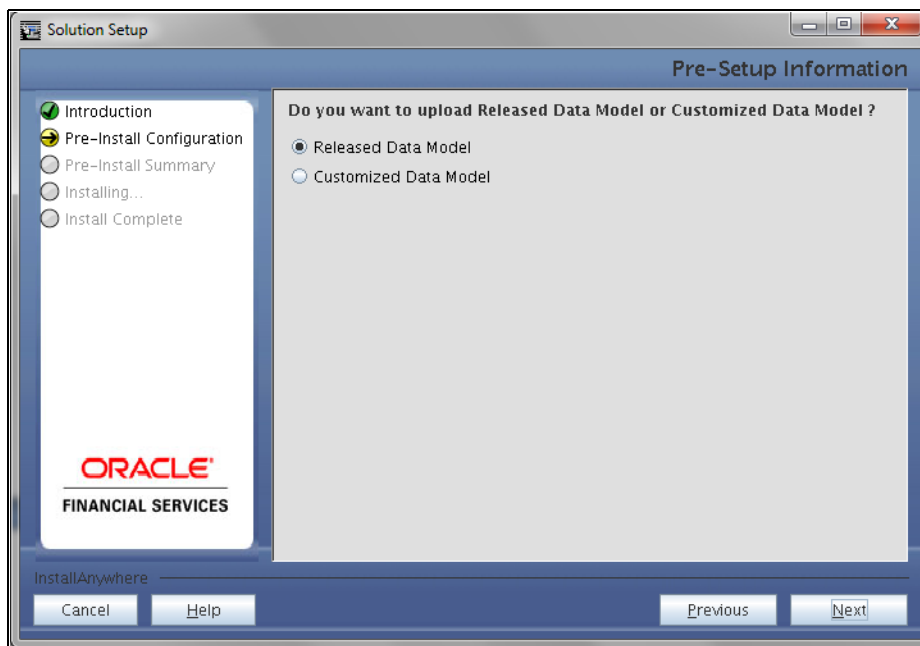 Solution Setup
Pre-Setup Information
Introduction
Pre-Install Configuration
Pre-Install Summary
Installing...
Install Complete
ORACLE
FINANCIAL SERVICES
Do you want to upload Released Data Model or Customized Data Model ?
Released Data Model
Customized Data Model
InstallAnywhere
Cancel
Help
Previous
Next